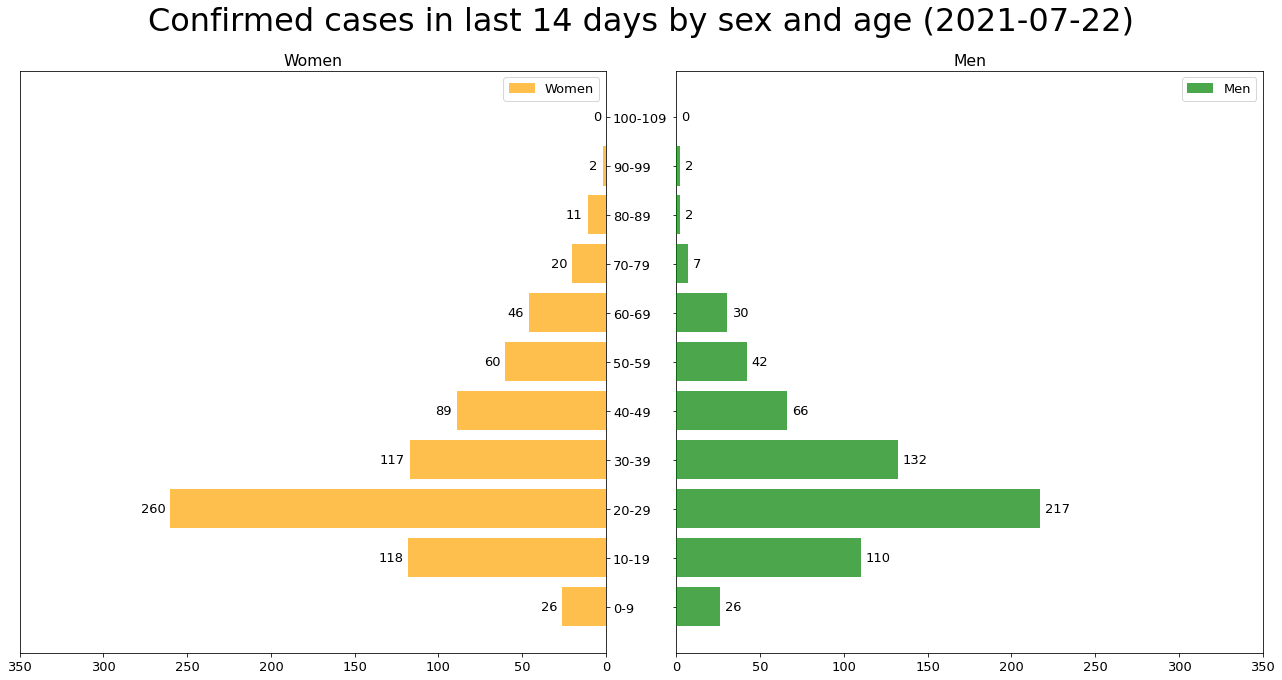 Confirmed cases in last 14 days by sex and age (2021-07-22)
Women
Men
Women
Men
0 100-109 0
2 90-99 2
11 80-89 2
20 70-79 7
46 60-69 30
60 50-59 42
89 40-49 66
117 30-39 132
260 20-29 217
118 10-19 110
26 0-9 26
350 300 250 200 150 100 50 0
0 50 100 150 200 250 300 350